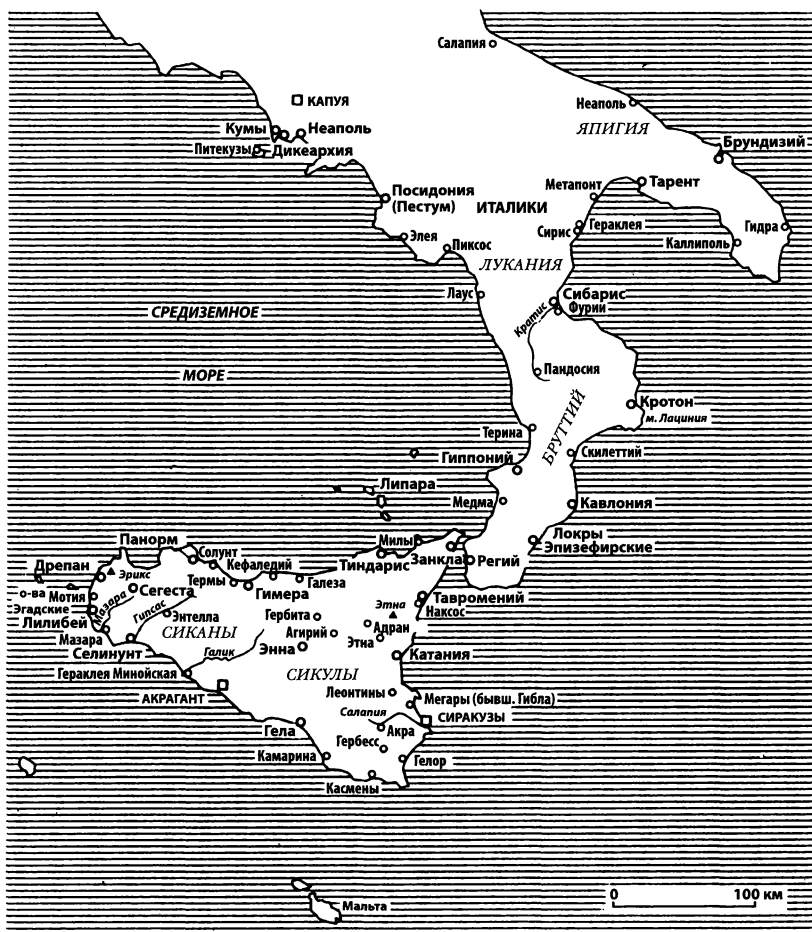 Салапия
КАПУЯ
Неаполь
ЯПИГИЯ
Кумы
Неаполь
Питекузы
Дикеархия
Брундизий
Посидония
(Пестум)
Метапонт
Тарент
ИТАЛИКИ
Гераклея
Сирис
Гидра
Каллиполь
Элея
Пиксос
ЛУКАНИЯ
Лаус
Сибарис
Фурии
Кратис
СРЕДИЗЕМНОЕ
МОРЕ
Пандосия
Кротон
м. Лациния
БРУТТИЙ
Терина
Скилеттий
Гиппоний
Липара
Медма
Кавлония
Панорм
Солунт
Милы
Тиндарис
Занкла
Регий
Локры
Эпизефирские
Дрепан
Эрикс
Кефаледий
Термы
Гимера
Галеза
о-ва
Эгадские
Мотия
Сегеста
Мазара
Гипсас
Лилибей
Энтелла
Гербита
Этна
Тавромений
Наксос
Мазара
СИКАНЫ
Агирий
Адран
Селинунт
Галик
Энна
Этна
Катания
Гераклея Минойская
СИКУЛЫ
АКРАГАНТ
Леонтины
Мегары (бывш. Гибла)
Салапия
СИРАКУЗЫ
Гела
Акра
Гербесс
Камарина
Гелор
Касмены
Мальта
0
100 км